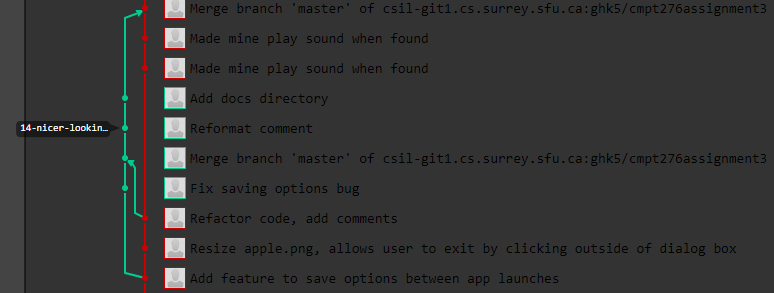 Merge branch 'master' of csil-git1.cs.surrey.sfu.ca:ghk5/cmpt276assignment3
Made mine play sound when found
Made mine play sound when found
Add docs directory
14-nicer-lookin… Reformat comment
Merge branch 'master' of csil-git1.cs.surrey.sfu.ca:ghk5/cmpt276assignment3
Fix saving options bug
Refactor code, add comments
Resize apple.png, allows user to exit by clicking outside of dialog box
Add feature to save options between app launches